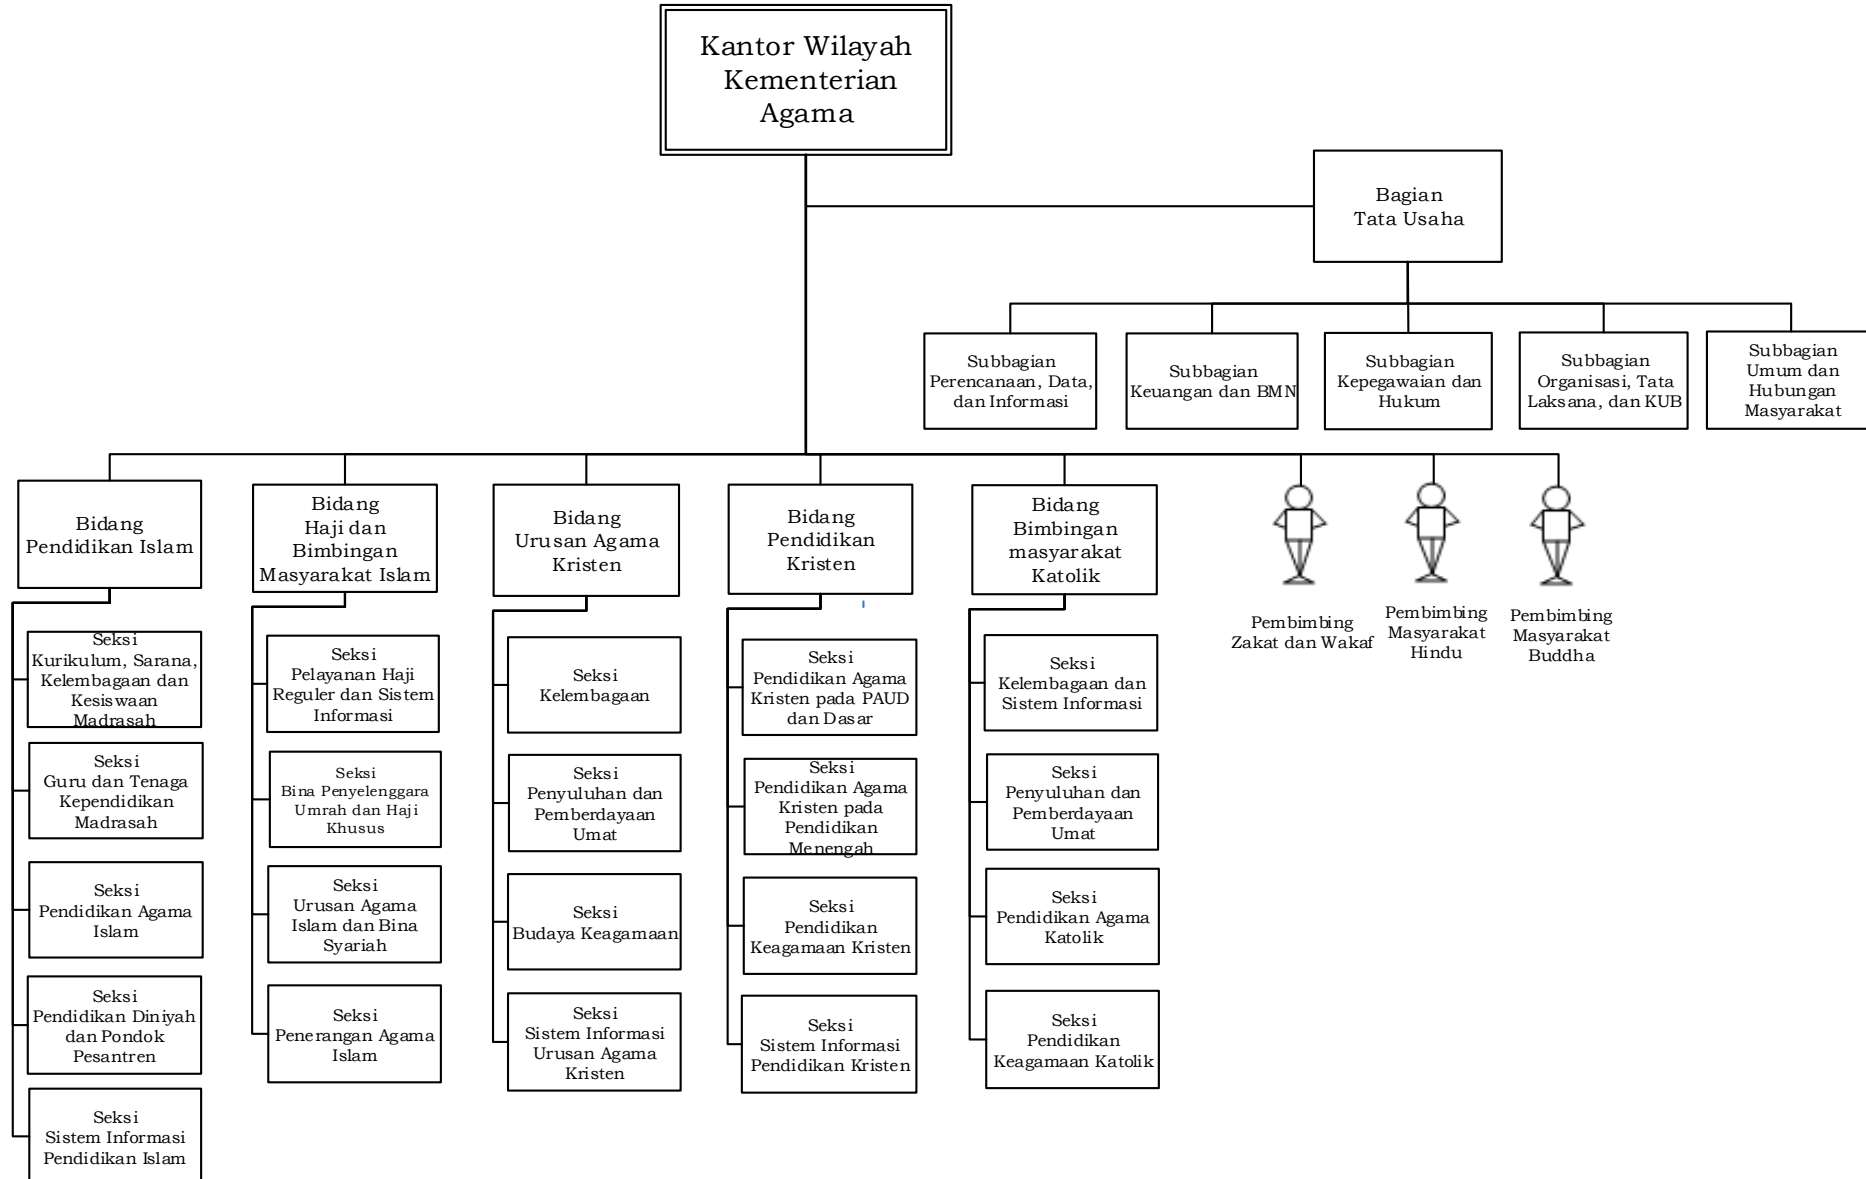 Kantor Wilayah
Kementerian
Agama
Bagian
Tata Usaha
Subbagian
Perencanaan, Data,
dan Informasi
Subbagian
Keuangan dan BMN
Subbagian
Kepegawaian dan
Hukum
Subbagian
Organisasi, Tata
Laksana, dan KUB
Subbagian
Umum dan
Hubungan
Masyarakat
Bidang
Pendidikan Islam
Bidang
Haji dan
Bimbingan
Masyarakat Islam
Bidang
Urusan Agama
Kristen
Bidang
Pendidikan
Kristen
Bidang
Bimbingan
masyarakat
Katolik
Pembimbing
Zakat dan Wakaf
Pembimbing
Masyarakat
Hindu
Pembimbing
Masyarakat
Buddha
Seksi
Kurikulum, Sarana,
Kelembagaan dan
Kesiswaan
Madrasah
Seksi
Guru dan Tenaga
Kependidikan
Madrasah
Seksi
Pendidikan Agama
Islam
Seksi
Pendidikan Diniyah
dan Pondok
Pesantren
Seksi
Sistem Informasi
Pendidikan Islam
Seksi
Pelayanan Haji
Reguler dan Sistem
Informasi
Seksi
Bina Penyelenggara
Umrah dan Haji
Khusus
Seksi
Urusan Agama
Islam dan Bina
Syariah
Seksi
Penerangan Agama
Islam
Seksi
Kelembagaan
Seksi
Penyuluhan dan
Pemberdayaan
Umat
Seksi
Budaya Keagamaan
Seksi
Sistem Informasi
Urusan Agama
Kristen
Seksi
Pendidikan Agama
Kristen pada PAUD
dan Dasar
Seksi
Pendidikan Agama
Kristen pada
Pendidikan
Menengah
Seksi
Pendidikan
Keagamaan Kristen
Seksi
Sistem Informasi
Pendidikan Kristen
Seksi
Kelembagaan dan
Sistem Informasi
Seksi
Penyuluhan dan
Pemberdayaan
Umat
Seksi
Pendidikan Agama
Katolik
Seksi
Pendidikan
Keagamaan Katolik